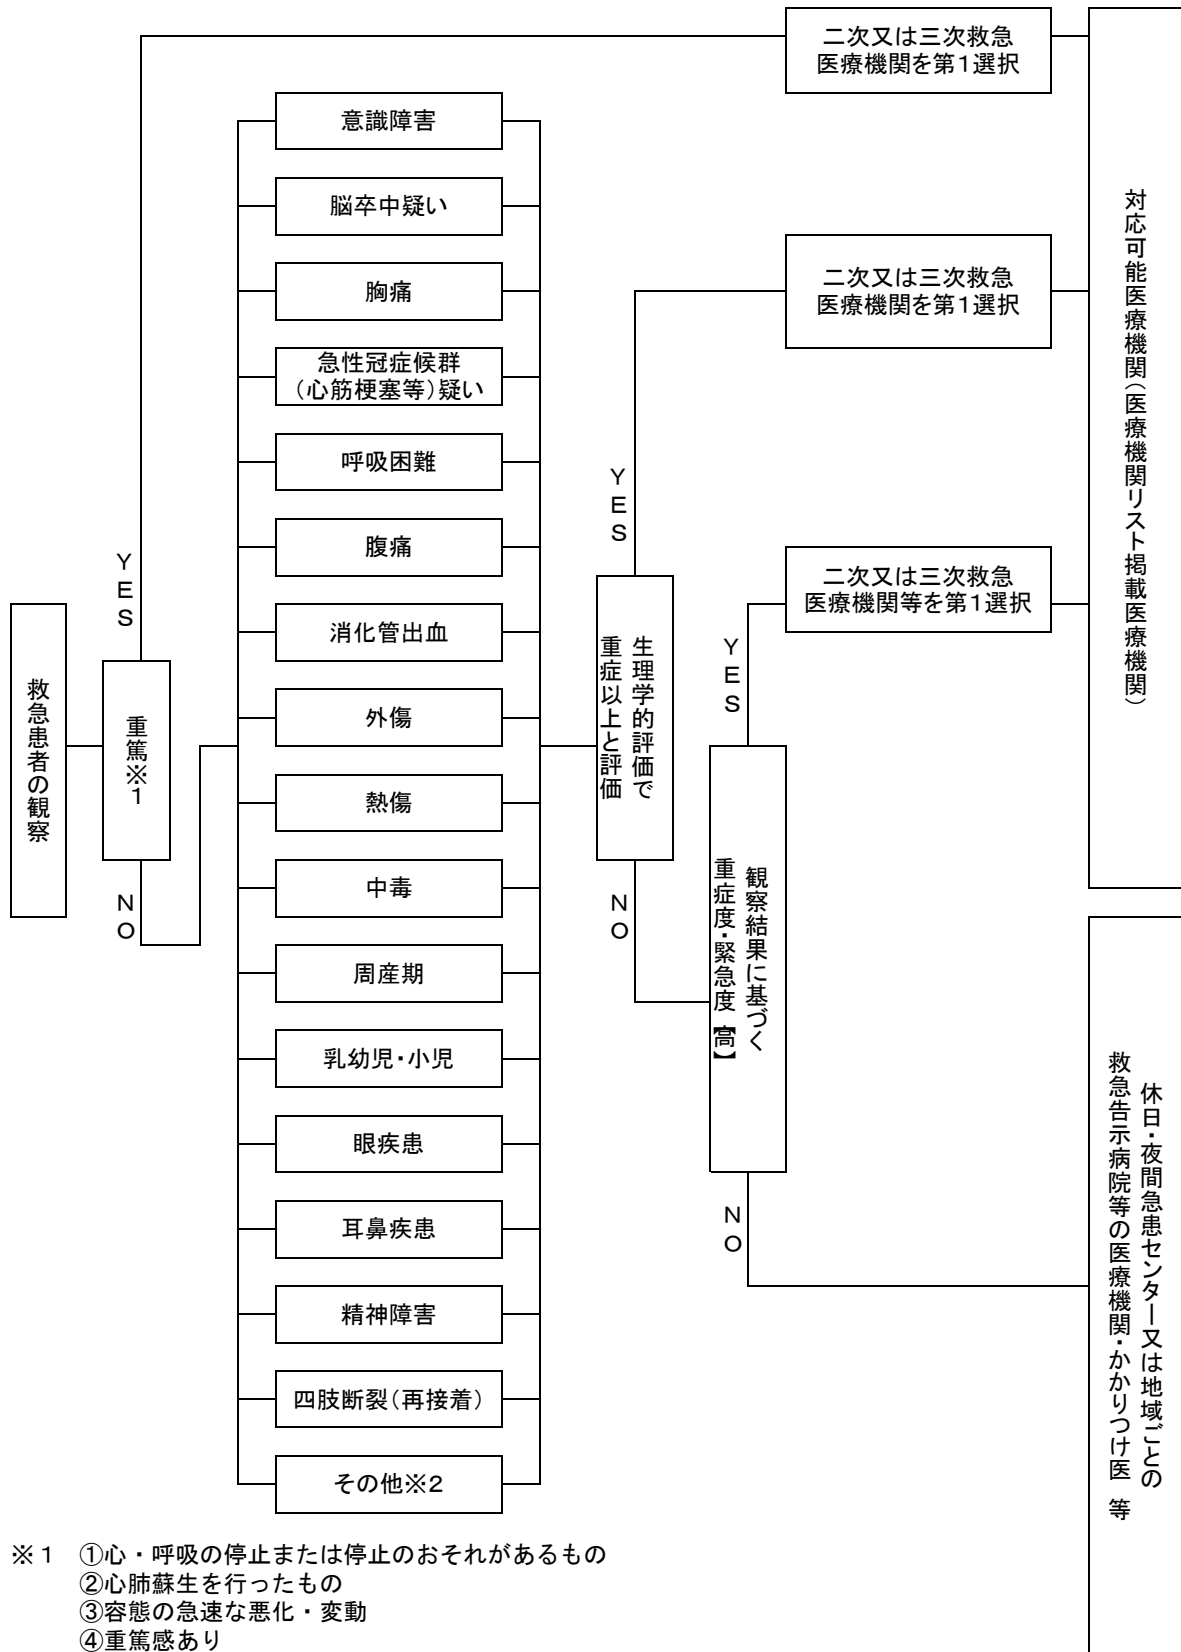 二次又は三次救急
医療機関を第1選択
意識障害
脳卒中疑い
胸痛
急性冠症候群
(心筋梗塞等)疑い
呼吸困難
腹痛
消化管出血
外傷
熱傷
中毒
周産期
乳幼児・小児
眼疾患
耳鼻疾患
精神障害
四肢断裂(再接着)
その他※2
救急患者の観察
重篤※1
YES
NO
生理学的評価で
重症以上と評価
YES
NO
二次又は三次救急
医療機関を第1選択
観察結果に基づく
重症度・緊急度【高】
YES
NO
二次又は三次救急
医療機関等を第1選択
対応可能医療機関(医療機関リスト掲載医療機関)
休日・夜間急患センター又は地域ごとの
救急告示病院等の医療機関・かかりつけ医 等
※1 ①心・呼吸の停止または停止のおそれがあるもの
②心肺蘇生を行ったもの
③容態の急速な悪化・変動
④重篤感あり